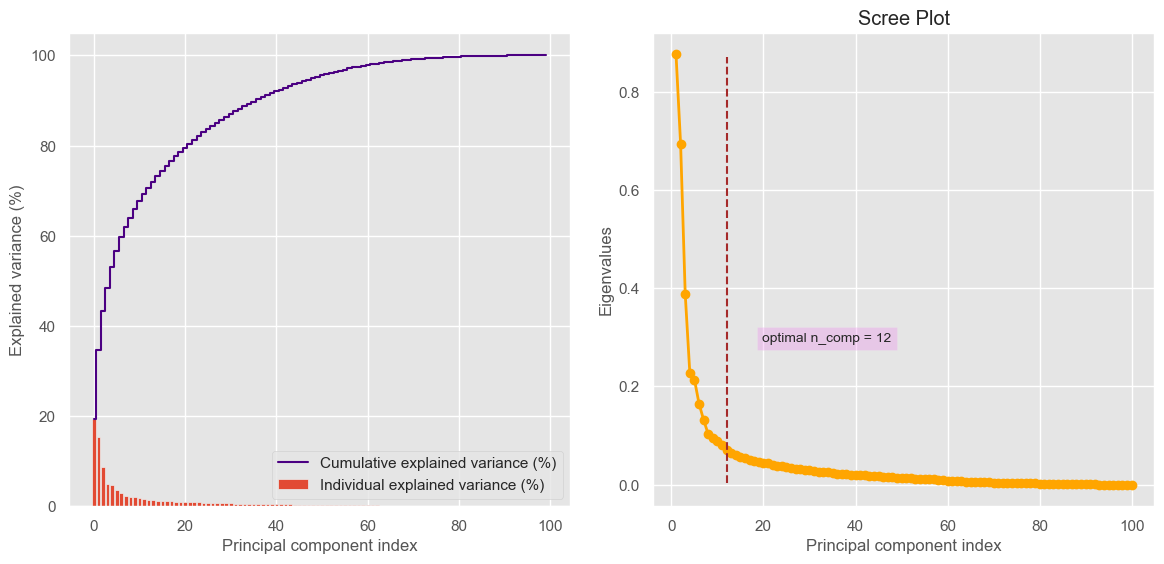 Explained variance (%)
100
80
60
40
20
0
0 20 40 60 80 100
Principal component index
Cumulative explained variance (%)
Individual explained variance (%)
Scree Plot
Eigenvalues
0.8
0.6
0.4
0.2
0.0
optimal n_comp = 12
0 20 40 60 80 100
Principal component index